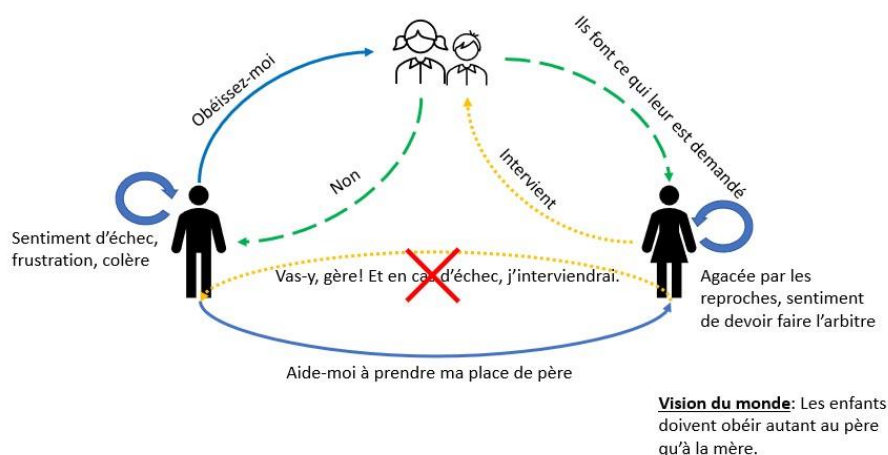 Obéissez-moi
Ils font ce qui leur est demandé
Non
Intervient
Sentiment d’échec,
frustration, colère
Vas-y, gère! Et en cas d’échec, j’interviendrai.
Agacée par les
reproches, sentiment
de devoir faire l’arbitre
Aide-moi à prendre ma place de père
Vision du monde: Les enfants
doivent obéir autant au père
qu’à la mère.